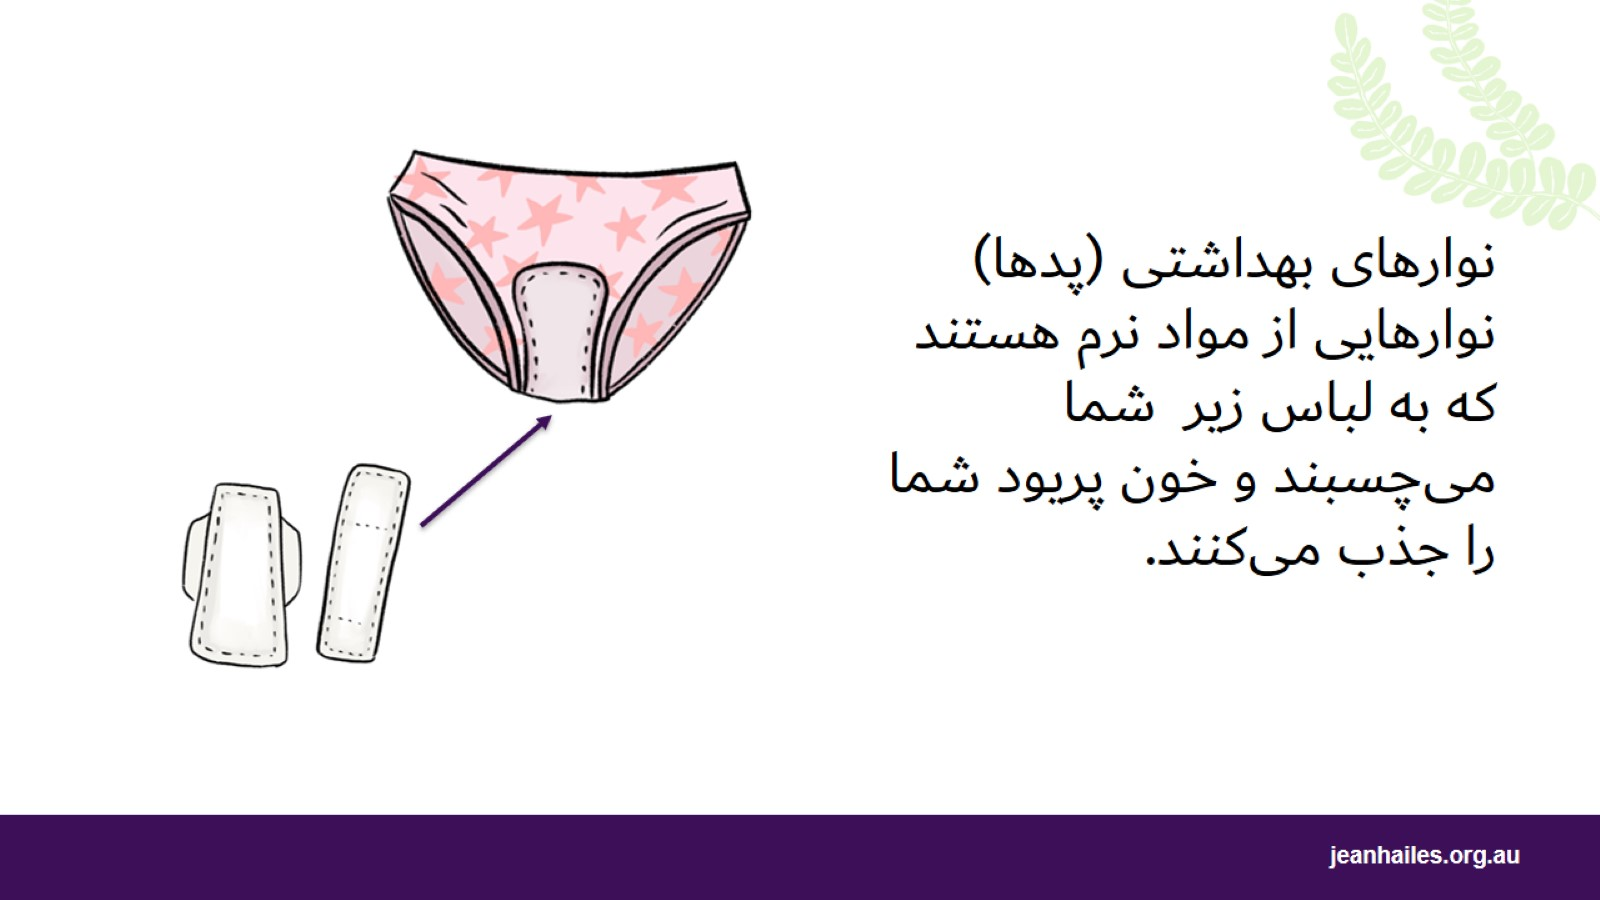 نوارهای بهداشتی (پدها)
نوارهایی از مواد نرم هستند
که به لباس زیر  شما
می‌چسبند و خون پریود شما
را جذب می‌کنند.
jeanhailes.org.au